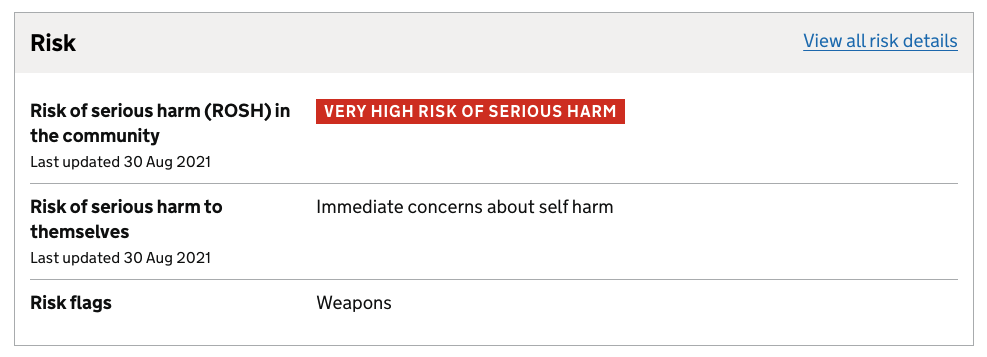 Risk
View all risk details
Risk of serious harm (ROSH) in
the community
VERY HIGH RISK OF SERIOUS HARM
Last updated 30 Aug 2021
Risk of serious harm to
themselves
Immediate concerns about self harm
Last updated 30 Aug 2021
Risk flags
Weapons